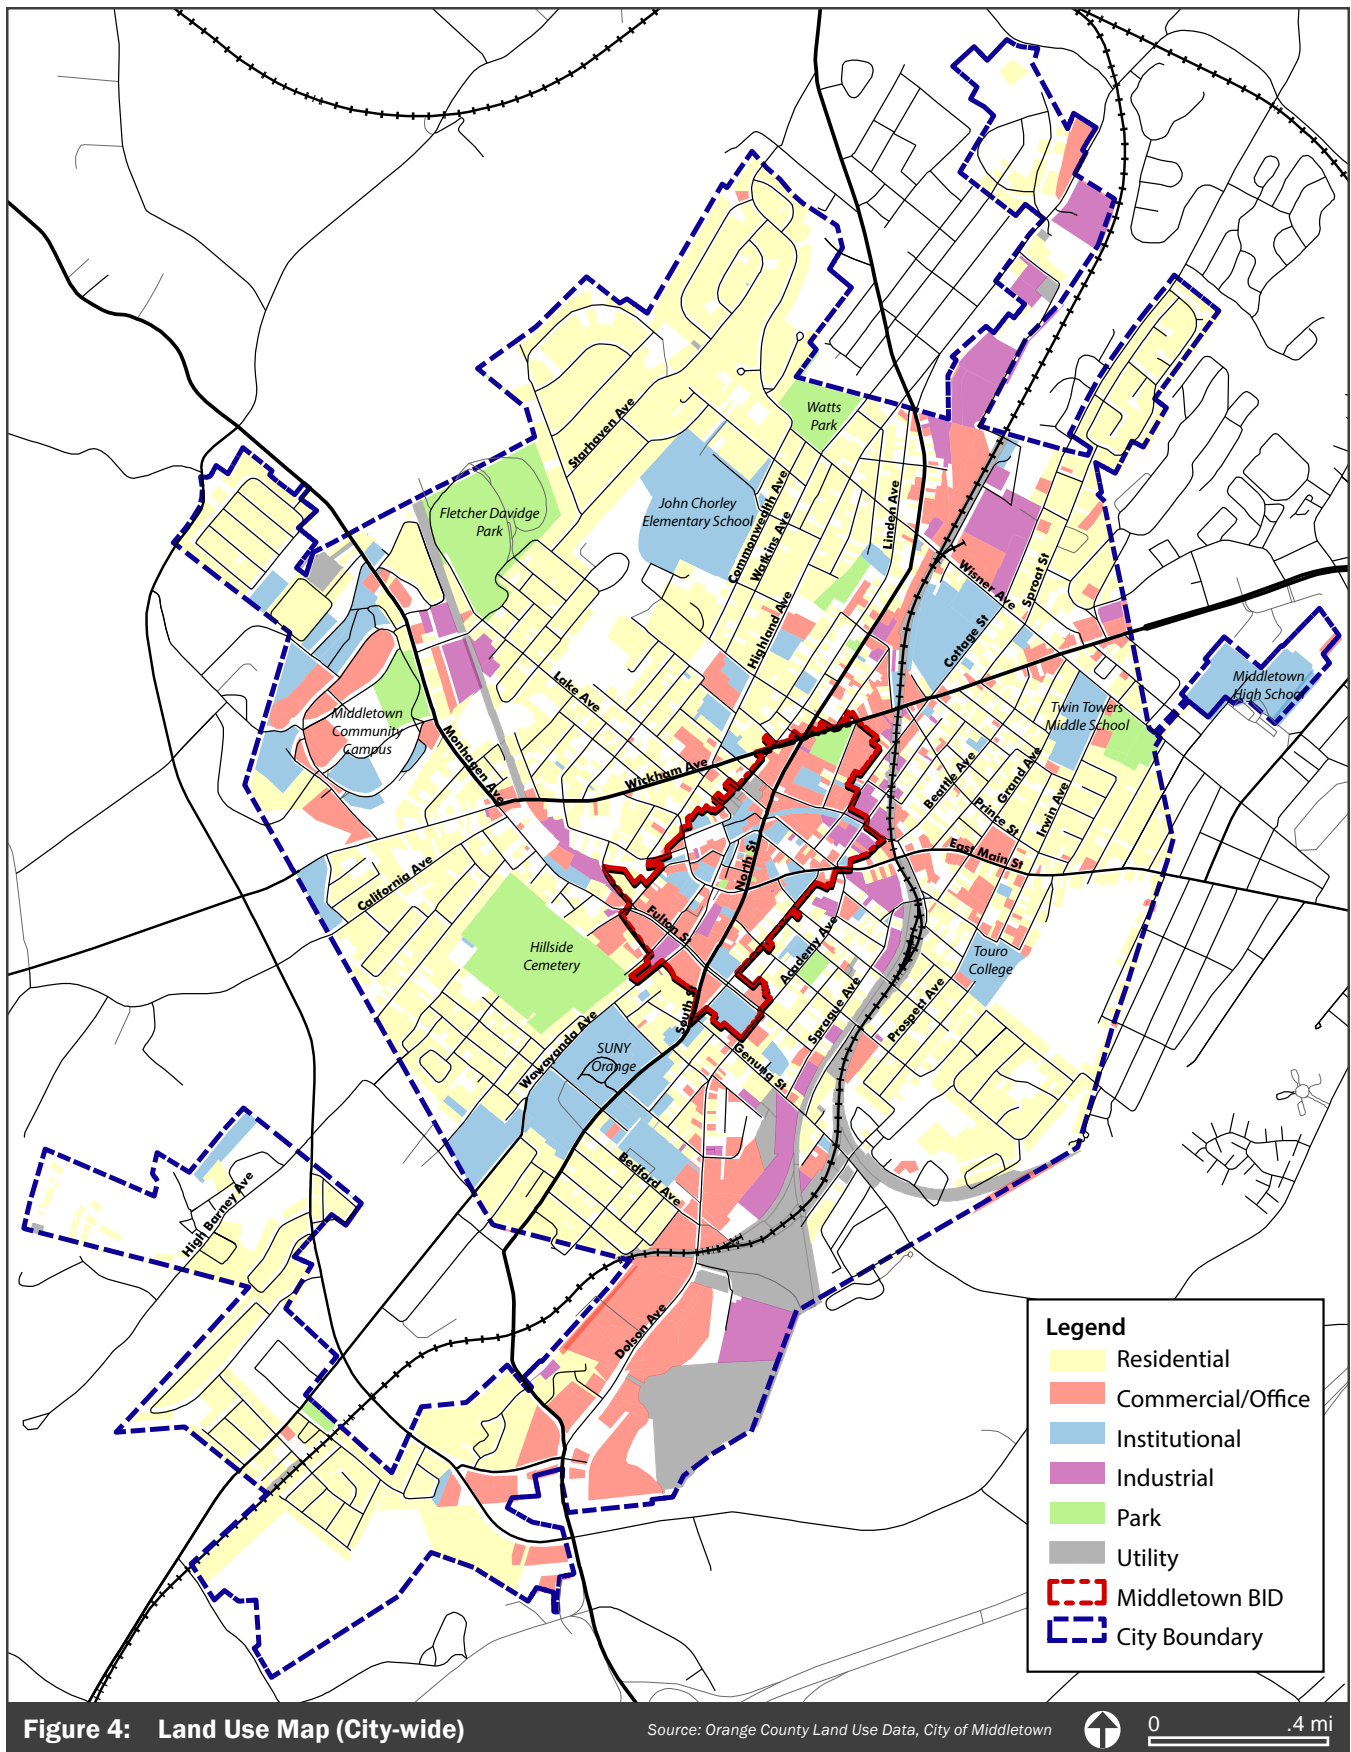 Watts
Park
Starhaven Ave
Fletcher Davidge
Park
John Chorley
Elementary School
Commonwealth Ave
Watkins Ave
Linden Ave
Wisner Ave
Sproat St
Cottage St
Highland Ave
Lake Ave
Middletown
High School
Twin Towers
Middle School
Middletown
Community
Campus
Monhagen Ave
Wickham Ave
Beattie Ave
Grand Ave
Prince St
Irwin Ave
East Main St
North St
California Ave
Fulton St
Hillside
Cemetery
Academy Ave
Touro
College
South St
Sprague Ave
Prospect Ave
Wawayanda Ave
SUNY
Orange
Genung St
Bedford Ave
High Barney Ave
Dolson Ave
Legend
Residential
Commercial/Office
Institutional
Industrial
Park
Utility
Middletown BID
City Boundary
Figure 4: Land Use Map (City-wide)
Source: Orange County Land Use Data, City of Middletown
0 .4 mi